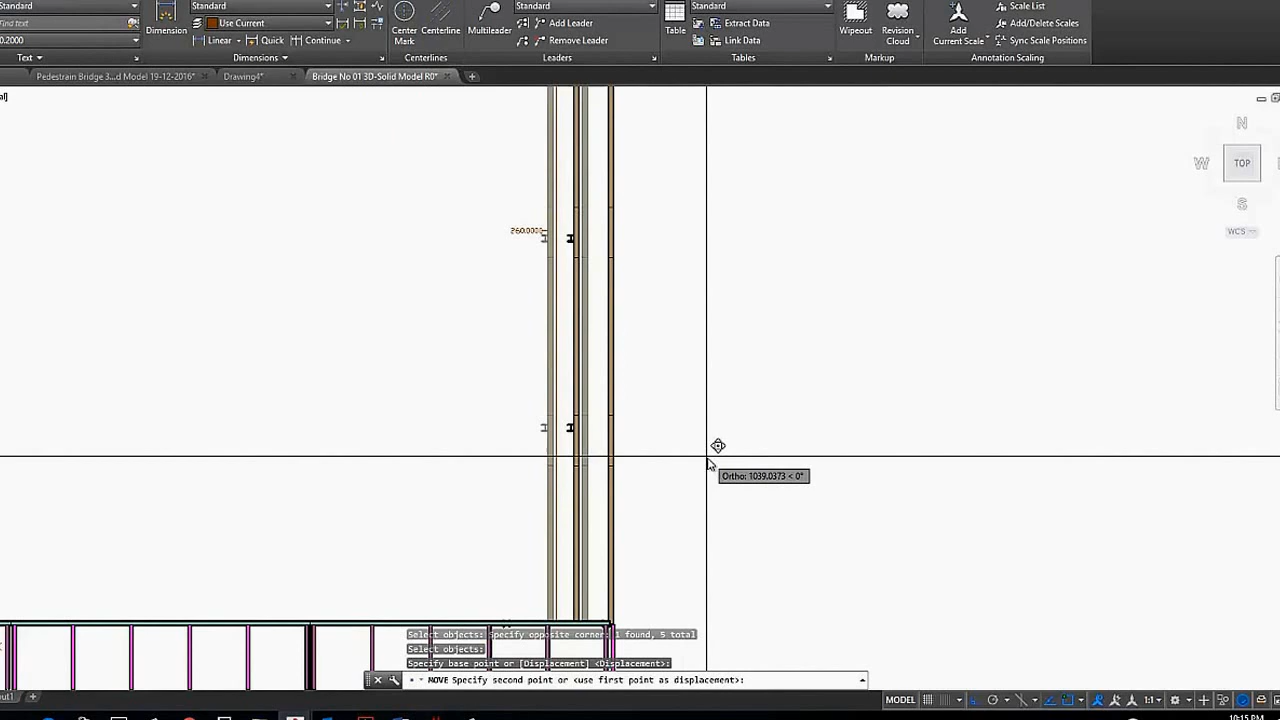 Standard
Standard
Standard
Standard
Scale List
Find text
Use Current
Add Leader
Extract Data
Add/Delete Scales
Dimension
Center Mark
Centerline
Multileader
Table
Wipeout
Revision Cloud
Add Current Scale
0.2000
Linear
Quick
Continue
Remove Leader
Link Data
Sync Scale Positions
Text
Dimensions
Centerlines
Leaders
Tables
Markup
Annotation Scaling
Pedestrain Bridge 3...d Model 19-12-2016*
Drawing4*
Bridge No 01 3D-Solid Model R0*
N
W
TOP
S
WCS
260.0000
Ortho: 1039.0373 < 0°
Select objects: Specify opposite corner: 1 found, 5 total
Select objects:
Specify base point or [Displacement] <Displacement>:
MOVE Specify second point or <use first point as displacement>:
MODEL
1:1
10:15 PM